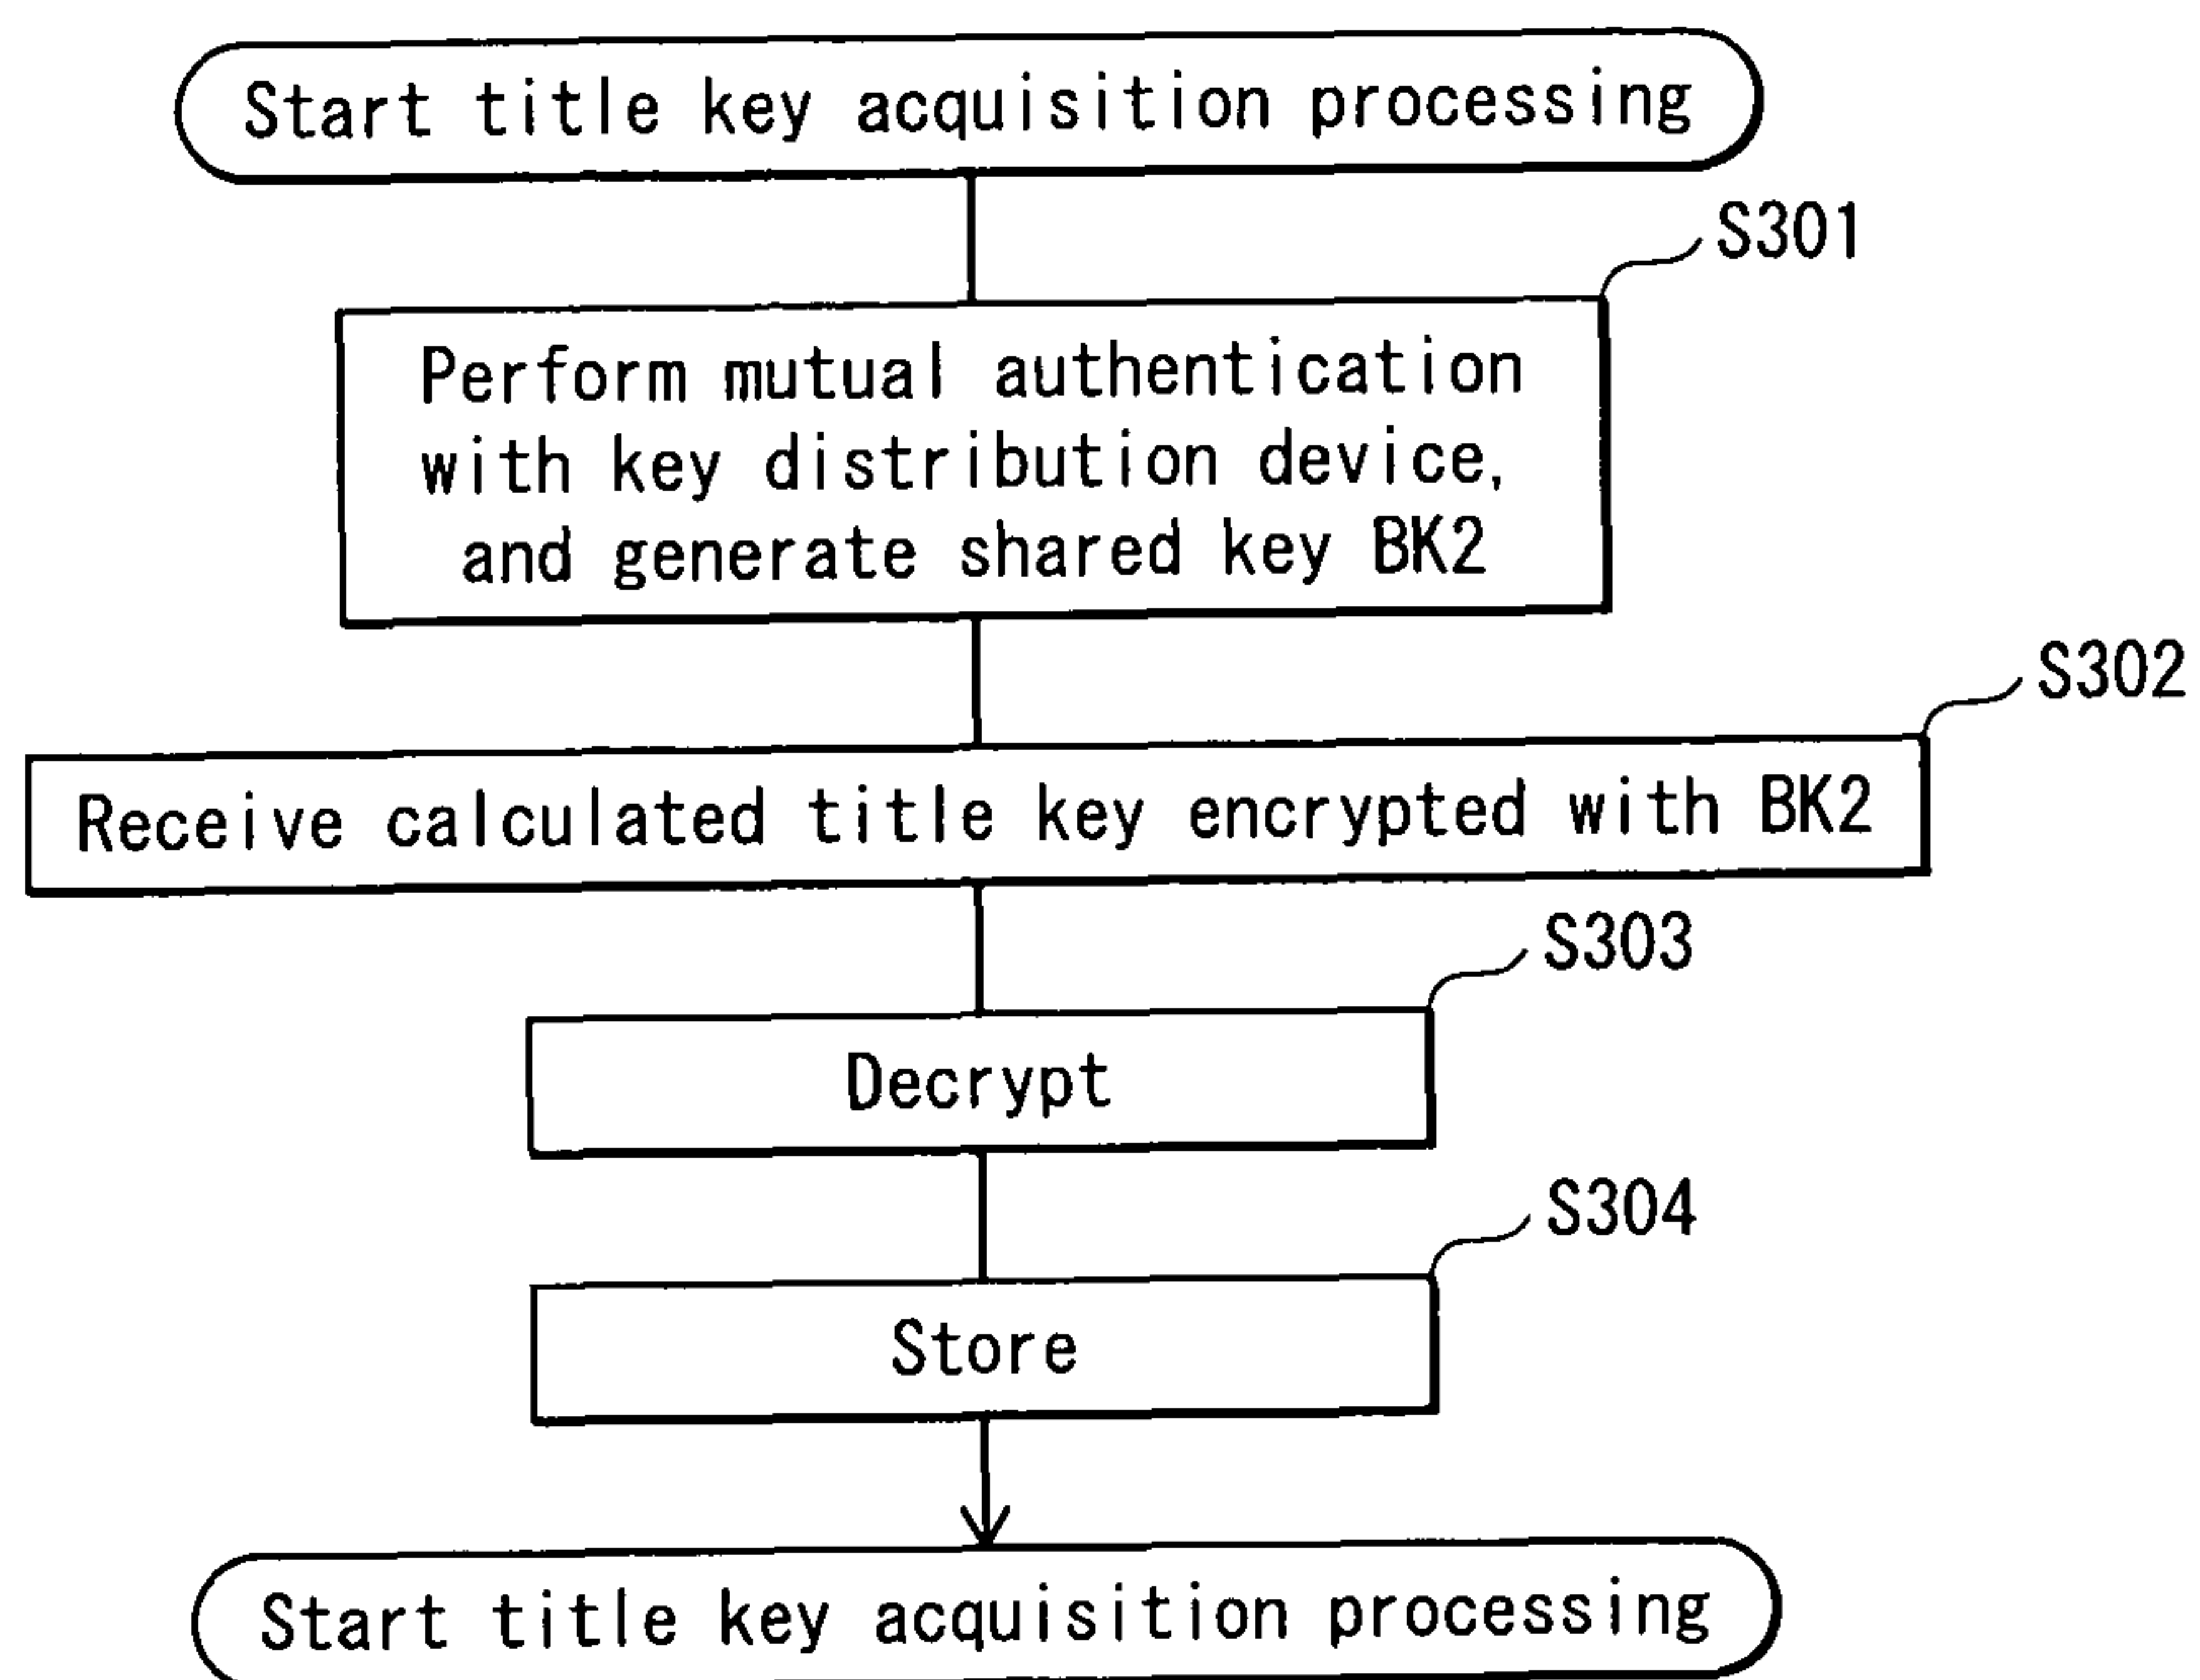 Start title key acquisition processing
S301
Perform mutual authentication
with key distribution device,
and generate shared key BK2
S302
Receive calculated title key encrypted with BK2
S303
Decrypt
S304
Store
Start title key acquisition processing